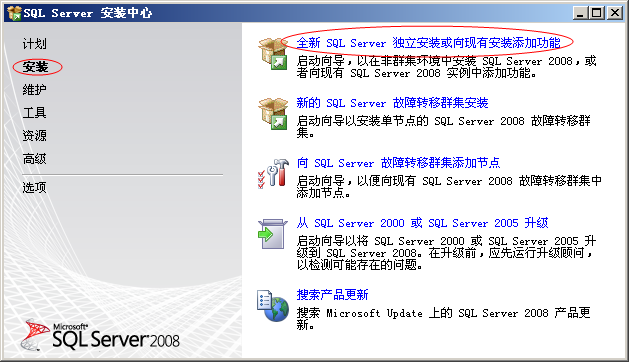 SQL Server 安装中心
计划
安装
维护
工具
资源
高级
选项
Microsoft®
SQL Server 2008
全新 SQL Server 独立安装或向现有安装添加功能
启动向导，以在非群集环境中安装 SQL Server 2008，或
者向现有 SQL Server 2008 实例中添加功能。
新的 SQL Server 故障转移群集安装
启动向导以安装单节点的 SQL Server 2008 故障转移群
集。
向 SQL Server 故障转移群集添加节点
启动向导，以便向现有 SQL Server 2008 故障转移群集中
添加节点。
从 SQL Server 2000 或 SQL Server 2005 升级
启动向导以将 SQL Server 2000 或 SQL Server 2005 升
级到 SQL Server 2008。在升级前，应先运行升级顾问，
以检测可能存在的问题。
搜索产品更新
搜索 Microsoft Update 上的 SQL Server 2008 产品更
新。